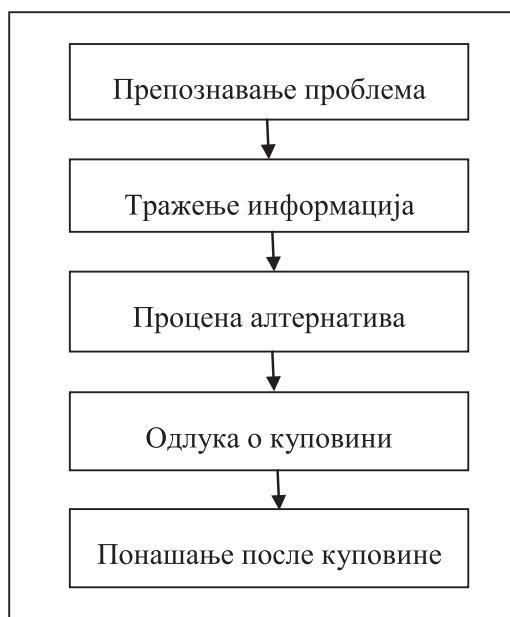 Препознавање проблема
Тражење информација
Процена алтернатива
Одлука о куповини
Понашање после куповине